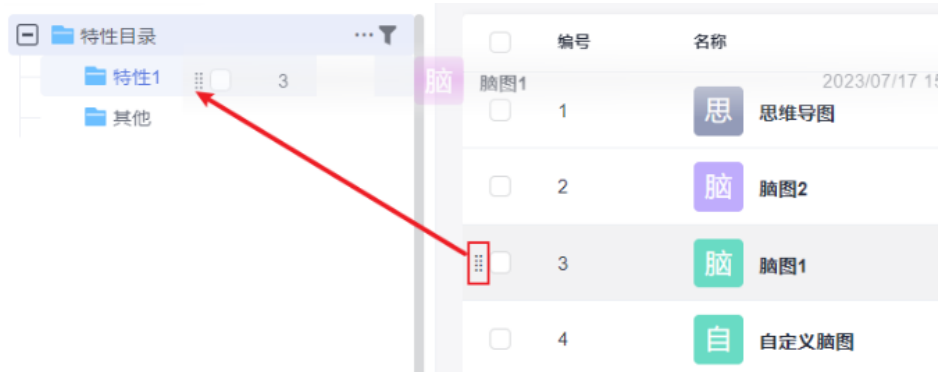 特性目录
特性1
3
其他
编号
名称
脑
脑图1
2023/07/17 15
1
思
思维导图
2
脑
脑图2
3
脑
脑图1
4
自
自定义脑图